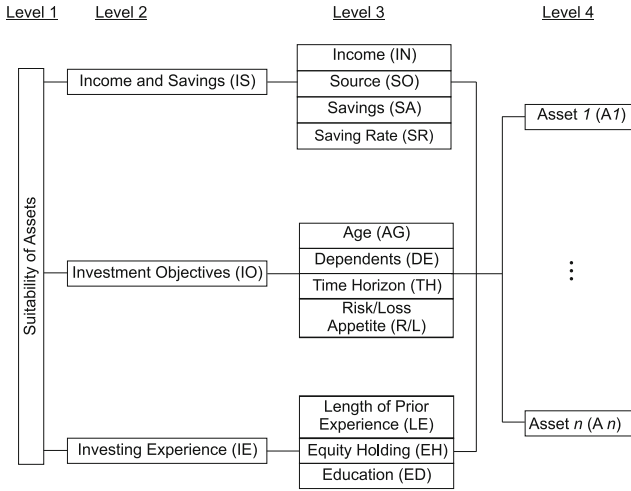 Level 1
Level 2
Level 3
Level 4
Suitability of Assets
Income and Savings (IS)
Income (IN)
Source (SO)
Savings (SA)
Saving Rate (SR)
Asset 1 (A1)
Investment Objectives (IO)
Age (AG)
Dependents (DE)
Time Horizon (TH)
Risk/Loss
Appetite (R/L)
Investing Experience (IE)
Length of Prior
Experience (LE)
Equity Holding (EH)
Education (ED)
Asset n (A n)